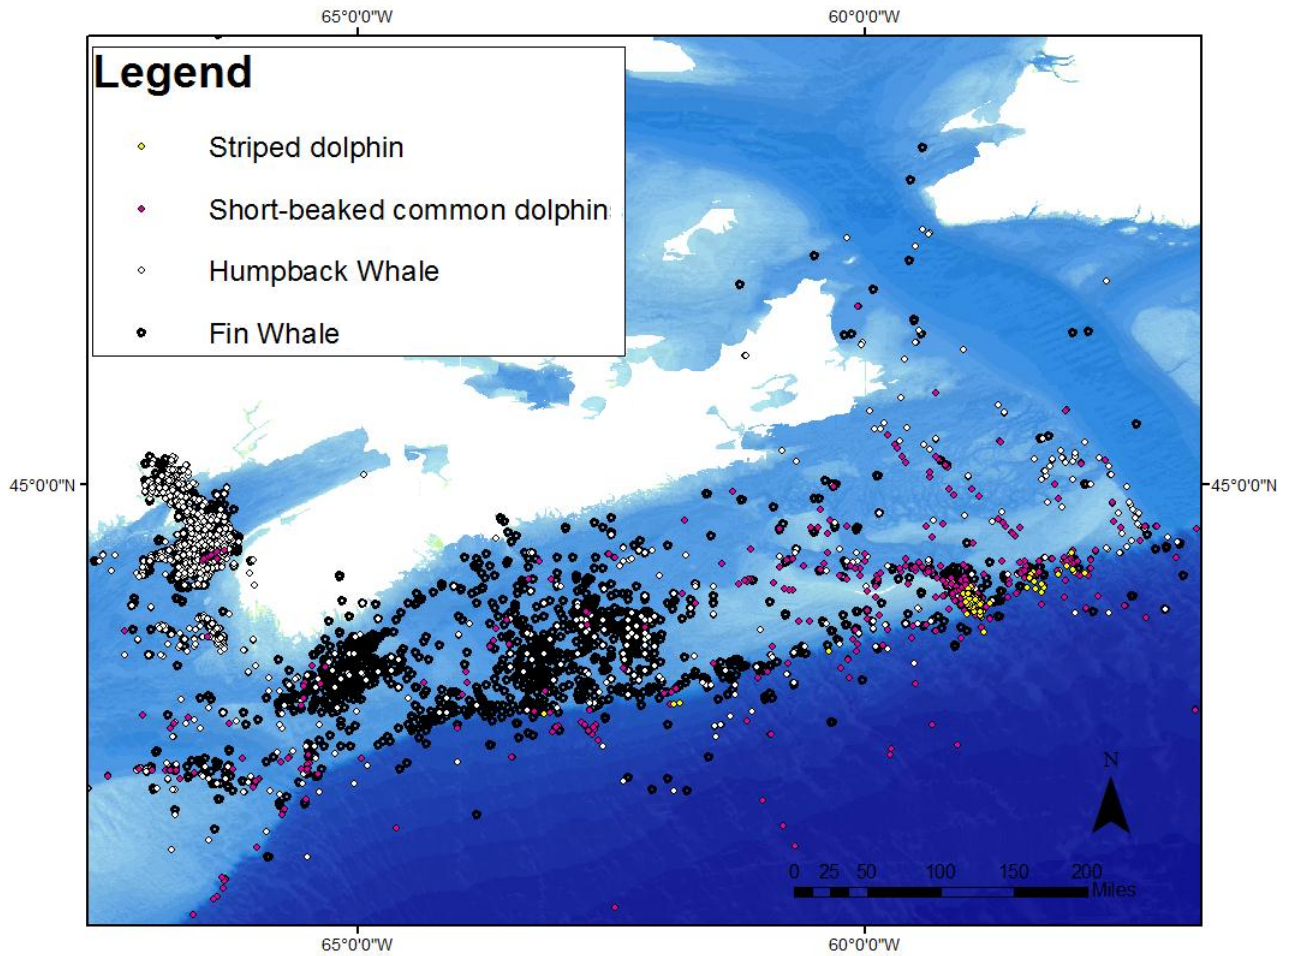 65°0'0"W 60°0'0"W
Legend
Striped dolphin
Short-beaked common dolphin
Humpback Whale
Fin Whale
45°0'0"N 45°0'0"N
N
0 25 50 100 150 200
Miles
65°0'0"W 60°0'0"W